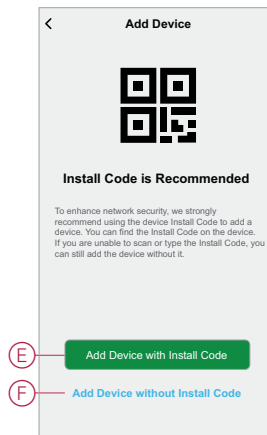 Add Device
Install Code is Recommended
To enhance network security, we strongly
recommend using the device Install Code to add a
device. You can find the Install Code on the device.
If you are unable to scan or type the Install Code, you
can still add the device without it.
E
Add Device with Install Code
F
Add Device without Install Code